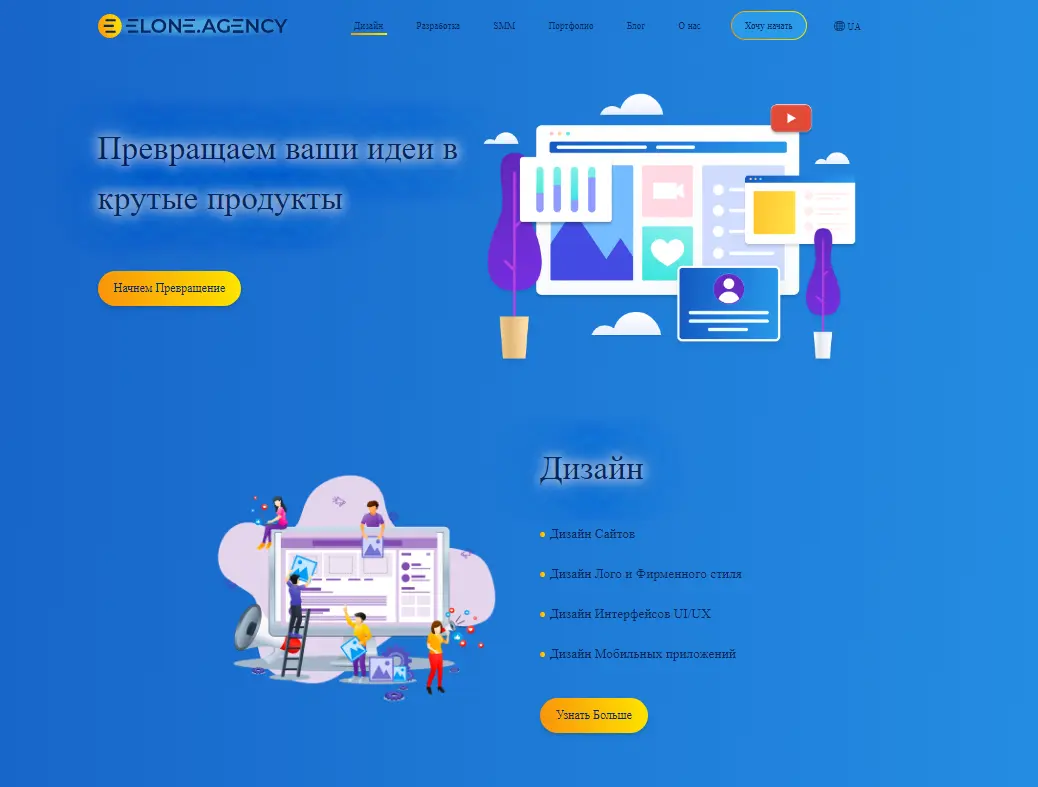 ELONE.AGENCY
Дизайн
Разработка
SMM
Портфолио
Блог
О нас
Хочу начать
UA
Превращаем ваши идеи в
крутые продукты
Начнем Превращение
Дизайн
Дизайн Сайтов
Дизайн Лого и Фирменного стиля
Дизайн Интерфейсов UI/UX
Дизайн Мобильных приложений
Узнать Больше